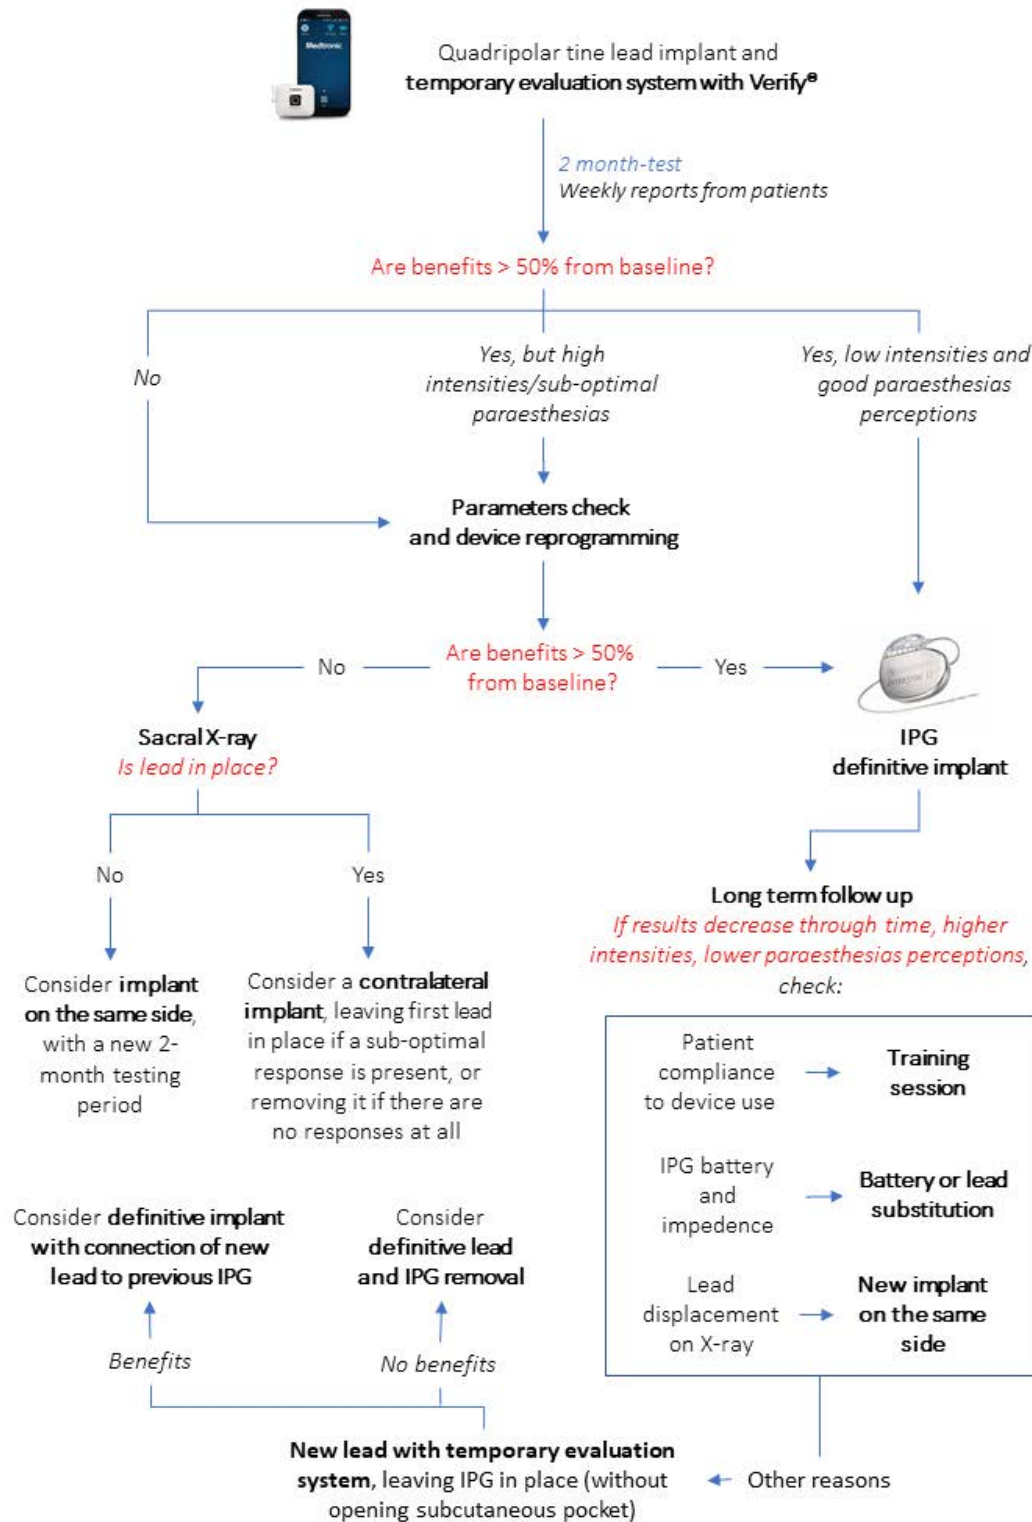 Medtronic
Quadripolar tine lead implant and
temporary evaluation system with Verify®
2 month-test
Weekly reports from patients
Are benefits > 50% from baseline?
No
Yes, but high
intensities/sub-optimal
paraesthesias
Yes, low intensities and
good paraesthesias
perceptions
Parameters check
and device reprogramming
Are benefits > 50%
from baseline?
No
Yes
Sacral X-ray
Is lead in place?
IPG
definitive implant
No
Yes
Consider implant
on the same side,
with a new 2-
month testing
period
Consider a contralateral
implant, leaving first lead
in place if a sub-optimal
response is present, or
removing it if there are
no responses at all
Long term follow up
If results decrease through time, higher
intensities, lower paraesthesias perceptions,
check:
Patient
compliance
to device use
Training
session
IPG battery
and
impedence
Battery or lead
substitution
Lead
displacement
on X-ray
New implant
on the same
side
Consider definitive implant
with connection of new
lead to previous IPG
Consider
definitive lead
and IPG removal
Benefits
No benefits
New lead with temporary evaluation
system, leaving IPG in place (without
opening subcutaneous pocket)
Other reasons